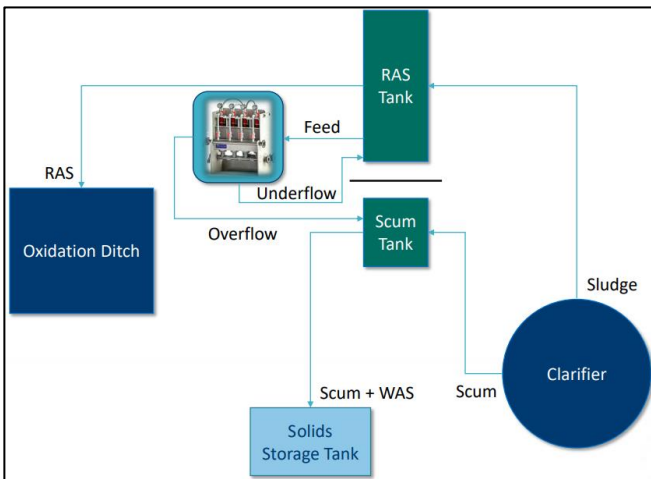 RAS
Tank
Feed
RAS
Underflow
Overflow
Scum
Tank
Oxidation Ditch
Sludge
Clarifier
Scum + WAS
Scum
Solids
Storage Tank